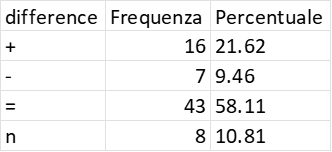 difference Frequenza Percentuale
+ 16 21.62
- 7 9.46
= 43 58.11
n 8 10.81